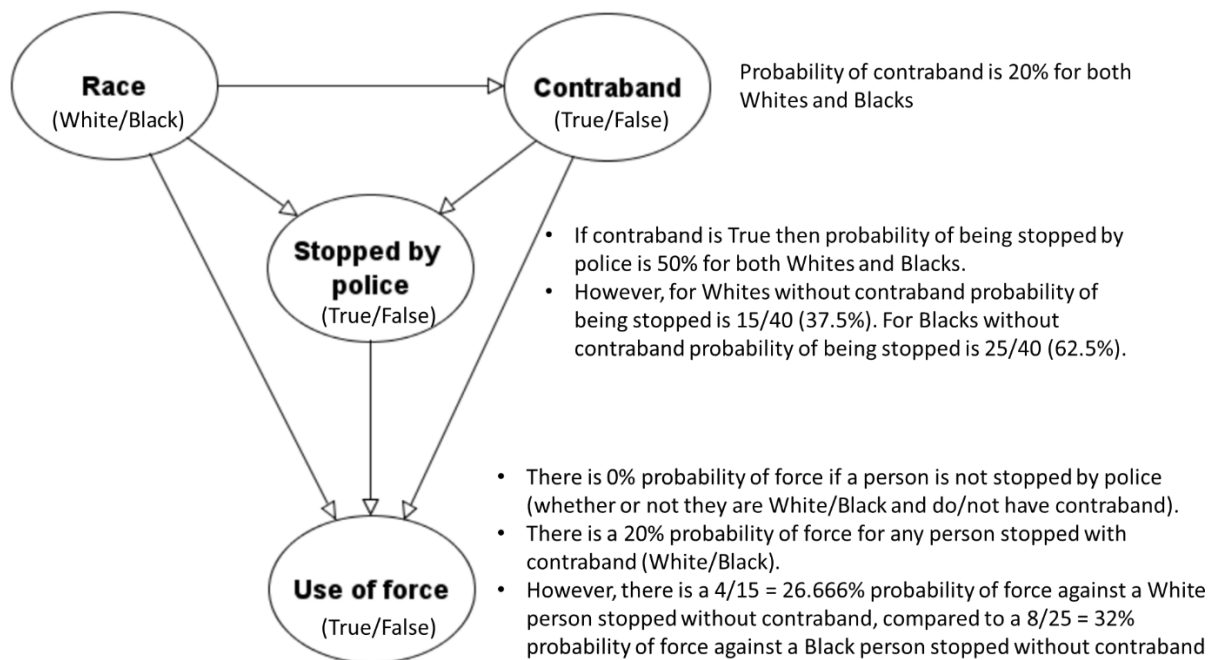 Race
(White/Black)
Contraband
(True/False)
Probability of contraband is 20% for both
Whites and Blacks
Stopped by
police
(True/False)
• If contraband is True then probability of being stopped by
police is 50% for both Whites and Blacks.
• However, for Whites without contraband probability of
being stopped is 15/40 (37.5%). For Blacks without
contraband probability of being stopped is 25/40 (62.5%).
Use of force
(True/False)
• There is 0% probability of force if a person is not stopped by police
(whether or not they are White/Black and do/not have contraband).
• There is a 20% probability of force for any person stopped with
contraband (White/Black).
• However, there is a 4/15 = 26.666% probability of force against a White
person stopped without contraband, compared to a 8/25 = 32%
probability of force against a Black person stopped without contraband